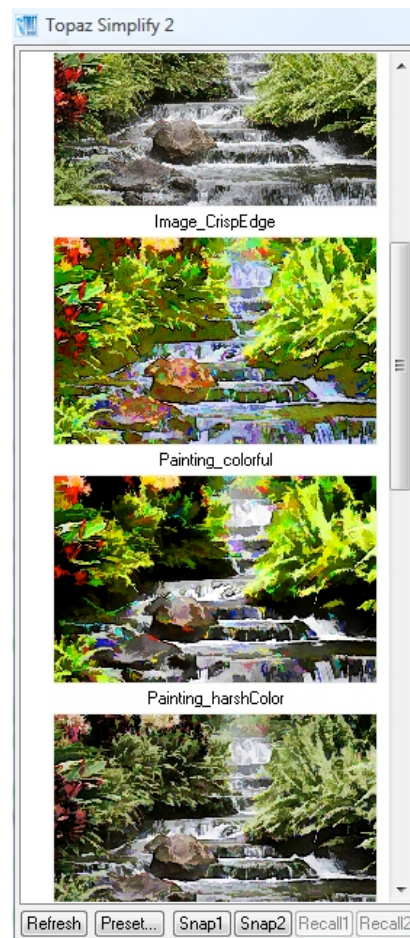 Topaz Simplify 2
Image_CrispEdge
Painting_colorful
Painting_harshColor
Refresh Preset... Snap1 Snap2 Recall1 Recall2